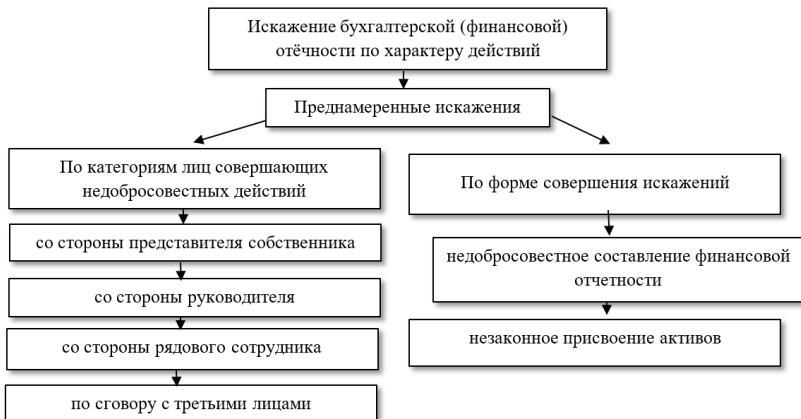 Искажение бухгалтерской (финансовой)
отёчности по характеру действий
Преднамеренные искажения
По категориям лиц совершающих
недобросовестных действий
со стороны представителя собственника
со стороны руководителя
со стороны рядового сотрудника
по сговору с третьими лицами
По форме совершения искажений
недобросовестное составление финансовой
отчетности
незаконное присвоение активов